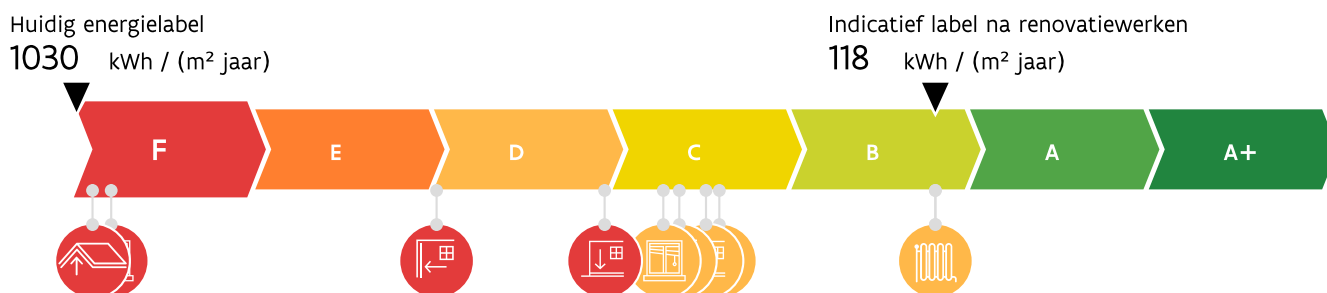 Huidig energielabel
1030 kWh / (m² jaar)
Indicatief label na renovatiewerken
118 kWh / (m² jaar)
F E D C B A A+